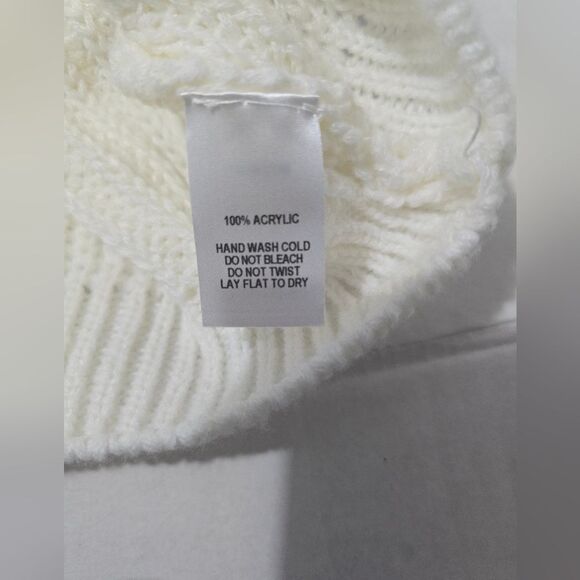 100% ACRYLIC
HAND WASH COLD
DO NOT BLEACH
DO NOT TWIST
LAY FLAT TO DRY